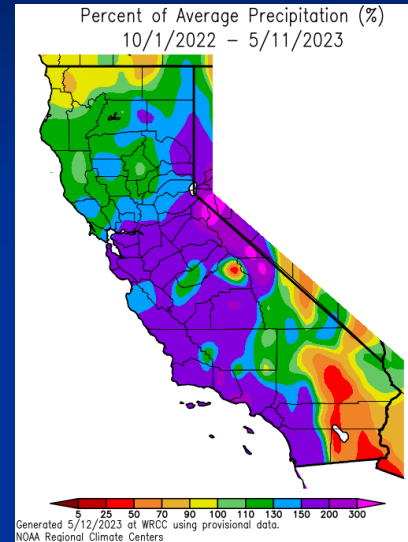 Percent of Average Precipitation (%)
10/1/2022 – 5/11/2023
5 25 50 70 90 100 110 130 150 200 300
Generated 5/12/2023 at WRCC using provisional data.
NOAA Regional Climate Centers